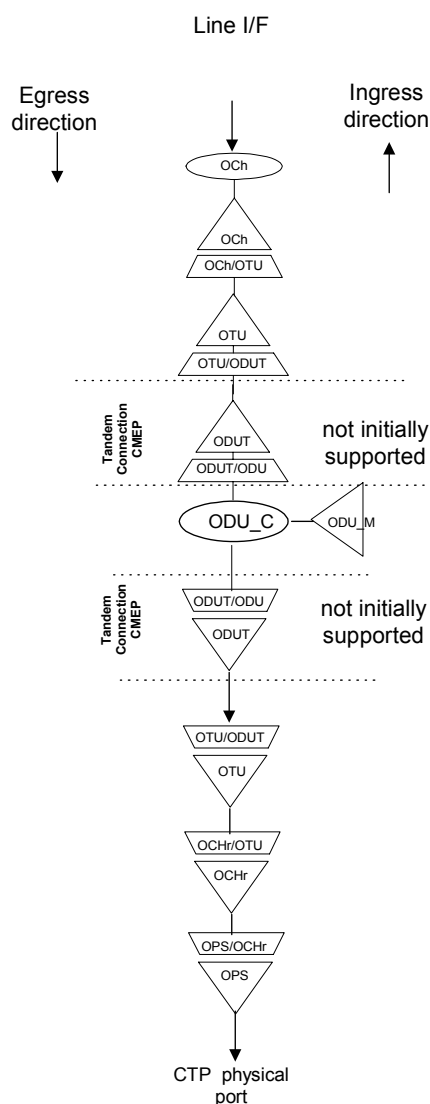 Line I/F
Egress
direction
Ingress
direction
OCh
OCh
OCh/OTU
OTU
OTU/ODUT
Tandem
Connection
CMEP
ODUT
ODUT/ODU
not initially
supported
ODU_C
ODU_M
Tandem
Connection
CMEP
ODUT/ODU
ODUT
not initially
supported
OTU/ODUT
OTU
OCHr/OTU
OCHr
OPS/OCHr
OPS
CTP physical
port